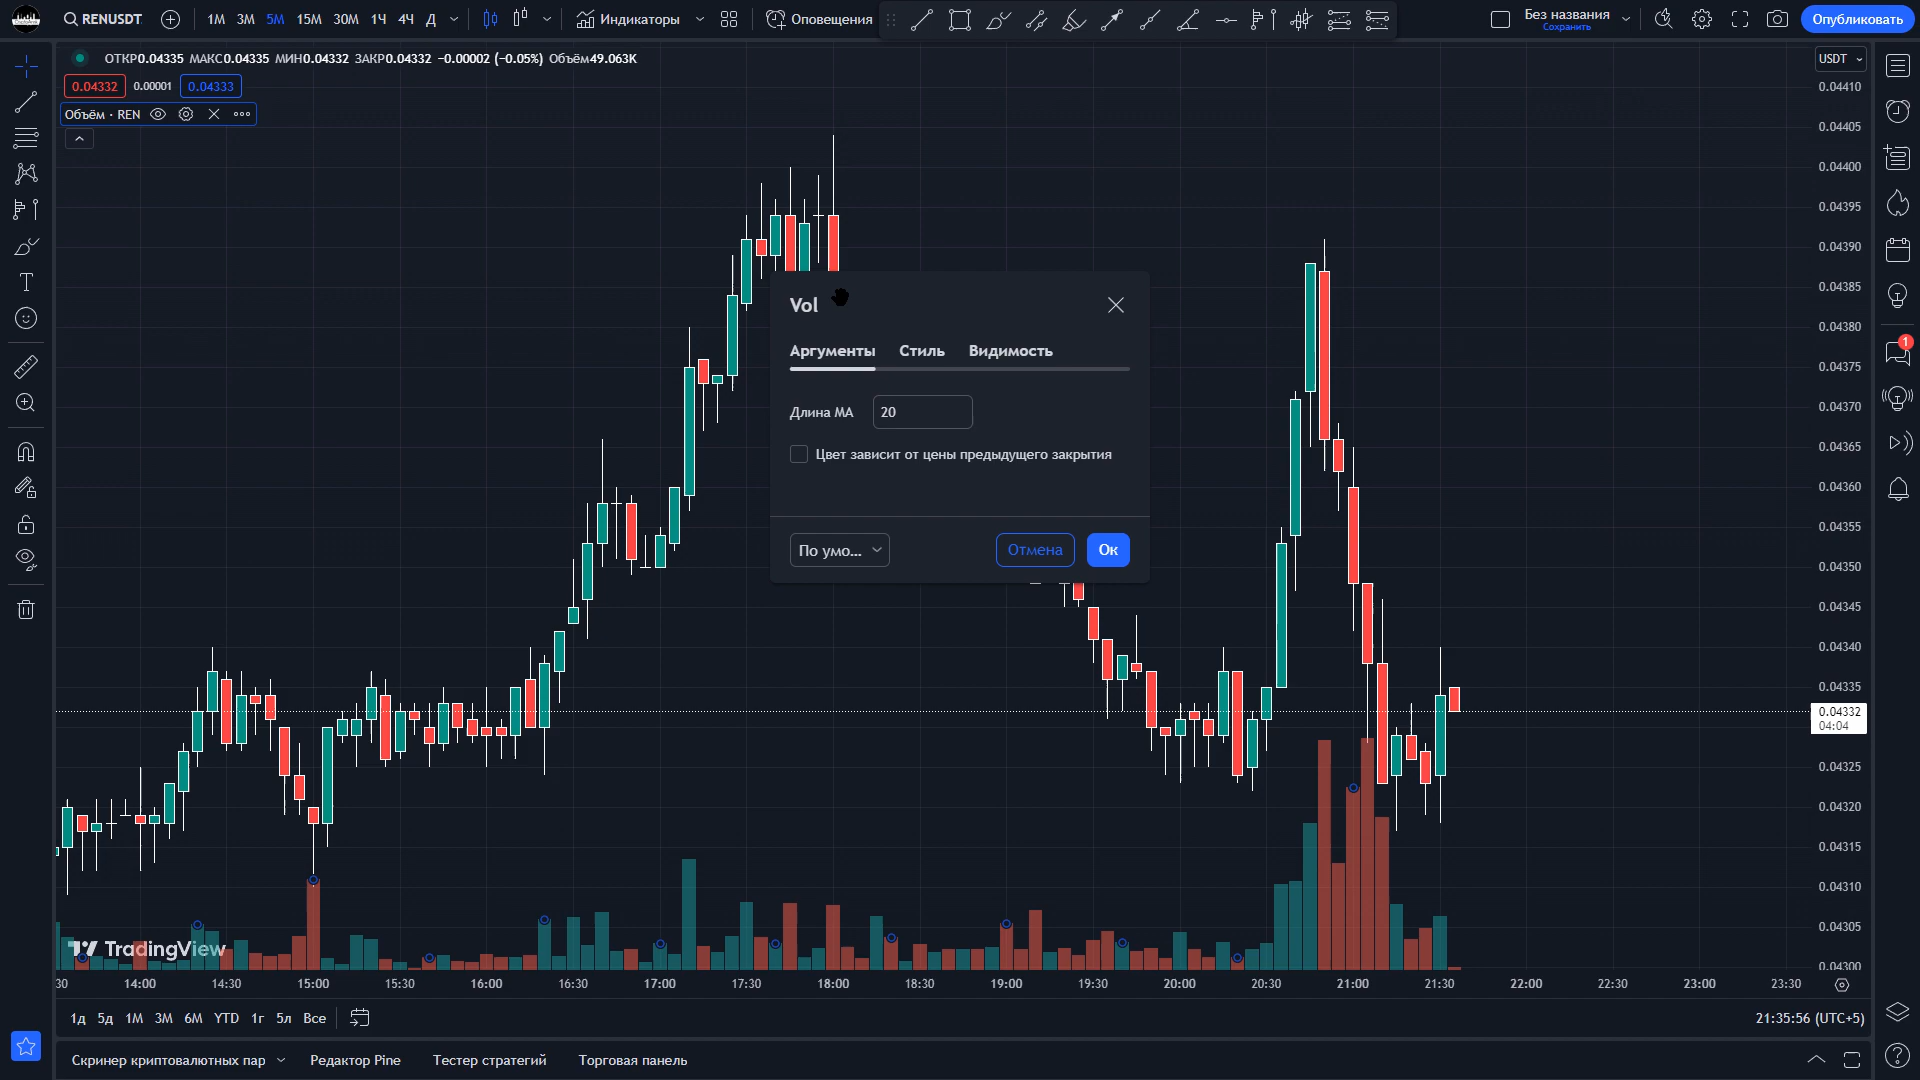 RENUSDT
1М 3М 5М 15М 30М 1Ч 4Ч Д
Индикаторы
Оповещения
Без названия
Сохранить
Опубликовать
ОТКР0.04335 МАКС0.04335 МИН0.04332 ЗАКР0.04332 −0.00002 (−0.05%) Объём49.063K
USDT
0.04332 0.00001 0.04333
Объём · REN
0.04410
0.04405
0.04400
0.04395
0.04390
0.04385
0.04380
0.04375
0.04370
0.04365
0.04360
0.04355
0.04350
0.04345
0.04340
0.04335
0.04332
04:04
0.04325
0.04320
0.04315
0.04310
0.04305
0.04300
1
Vol
Аргументы Стиль Видимость
Длина MA 20
Цвет зависит от цены предыдущего закрытия
По умо... Отмена Ок
TradingView
30 14:00 14:30 15:00 15:30 16:00 16:30 17:00 17:30 18:00 18:30 19:00 19:30 20:00 20:30 21:00 21:30 22:00 22:30 23:00 23:30
1д 5д 1М 3М 6М YTD 1г 5л Все
21:35:56 (UTC+5)
Скринер криптовалютных пар Редактор Pine Тестер стратегий Торговая панель